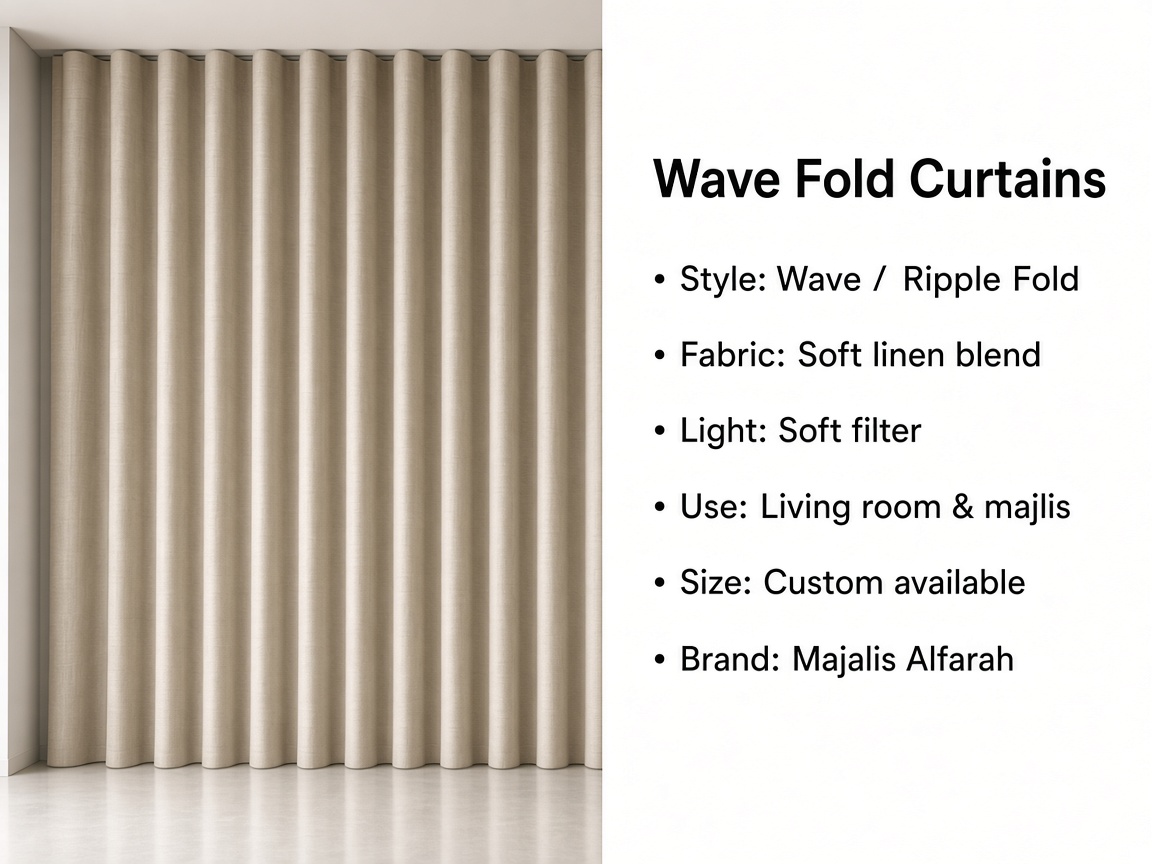 Wave Fold Curtains
• Style: Wave / Ripple Fold
• Fabric: Soft linen blend
• Light: Soft filter
• Use: Living room & majlis
• Size: Custom available
• Brand: Majalis Alfarah